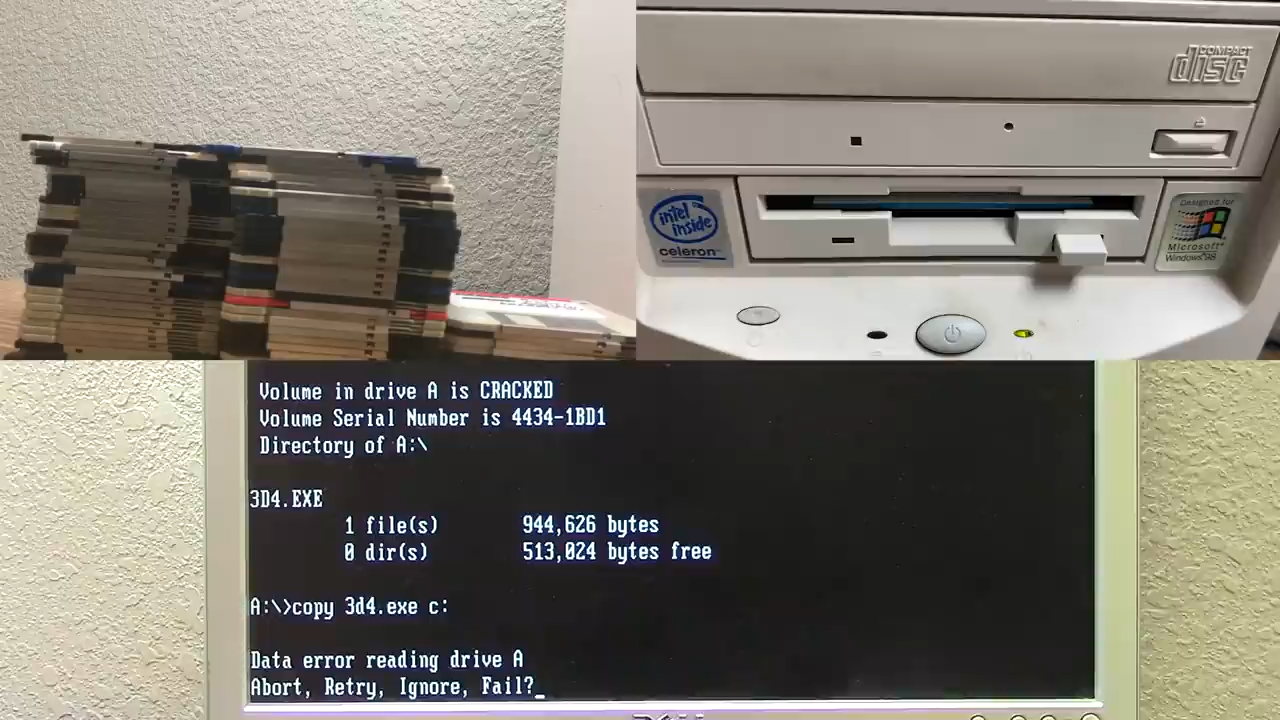 COMPACT
disc
intel
inside
celeron™
Designed for
Microsoft®
Windows®98
Volume in drive A is CRACKED
Volume Serial Number is 4434-1BD1
Directory of A:\
3D4.EXE
1 file(s) 944,626 bytes
0 dir(s) 513,024 bytes free
A:\>copy 3d4.exe c:
Data error reading drive A
Abort, Retry, Ignore, Fail?_